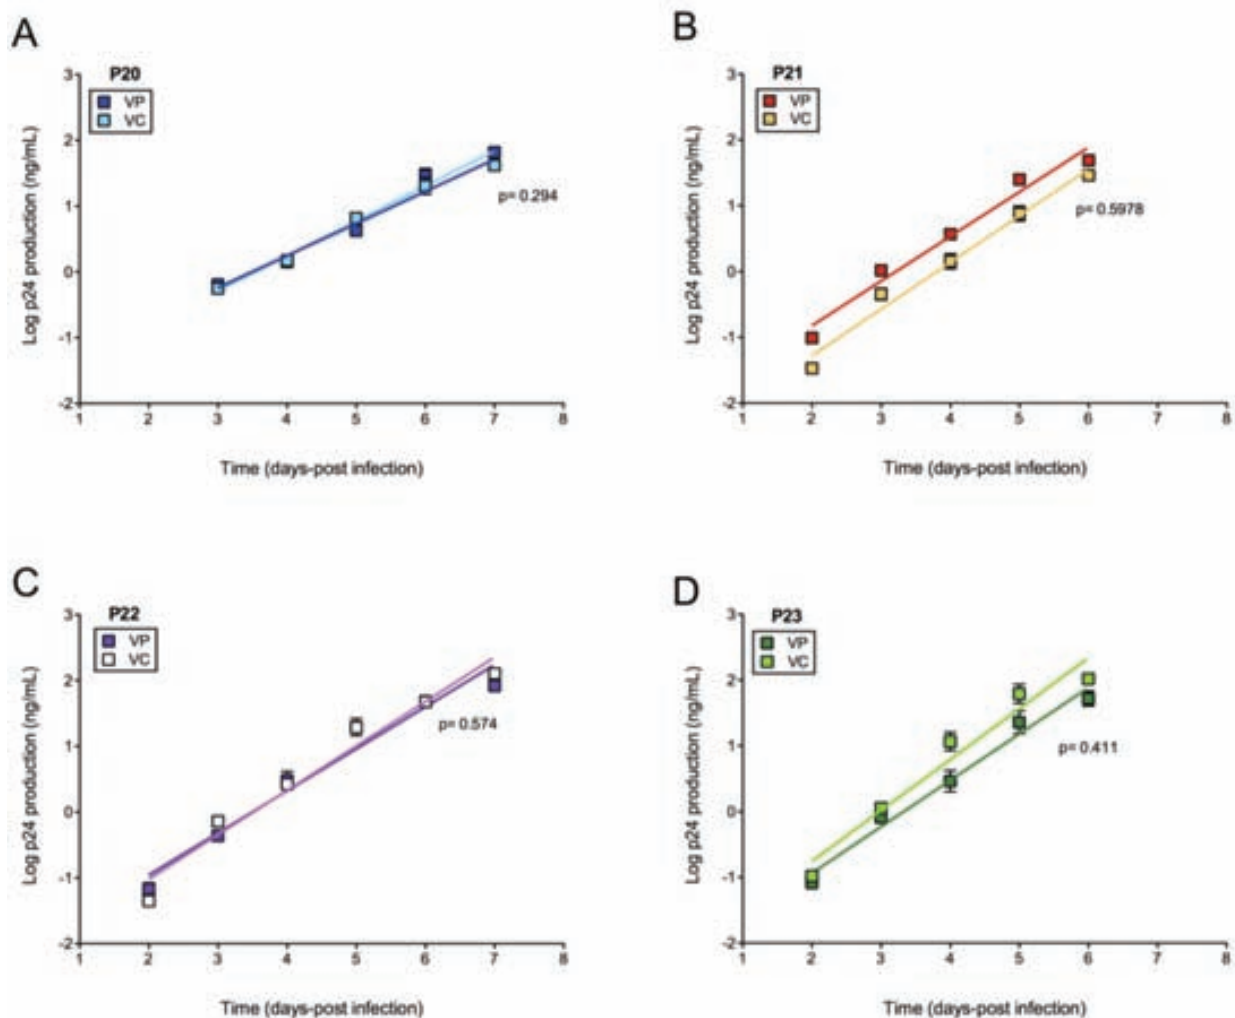 A
P20
VP
VC
Log p24 production (ng/mL)
3
2
1
0
-1
-2
p= 0.294
1 2 3 4 5 6 7 8
Time (days-post infection)
B
P21
VP
VC
Log p24 production (ng/mL)
3
2
1
0
-1
-2
p= 0.5978
1 2 3 4 5 6 7 8
Time (days-post infection)
C
P22
VP
VC
Log p24 production (ng/mL)
3
2
1
0
-1
-2
p= 0.574
1 2 3 4 5 6 7 8
Time (days-post infection)
D
P23
VP
VC
Log p24 production (ng/mL)
3
2
1
0
-1
-2
p= 0.411
1 2 3 4 5 6 7 8
Time (days-post infection)